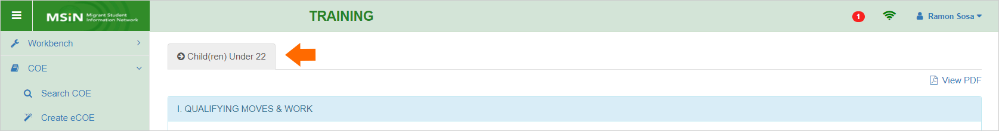 MSiN Migrant Student
Information Network
TRAINING
1
Ramon Sosa
Workbench
COE
Search COE
Create eCOE
Child(ren) Under 22
View PDF
I. QUALIFYING MOVES & WORK